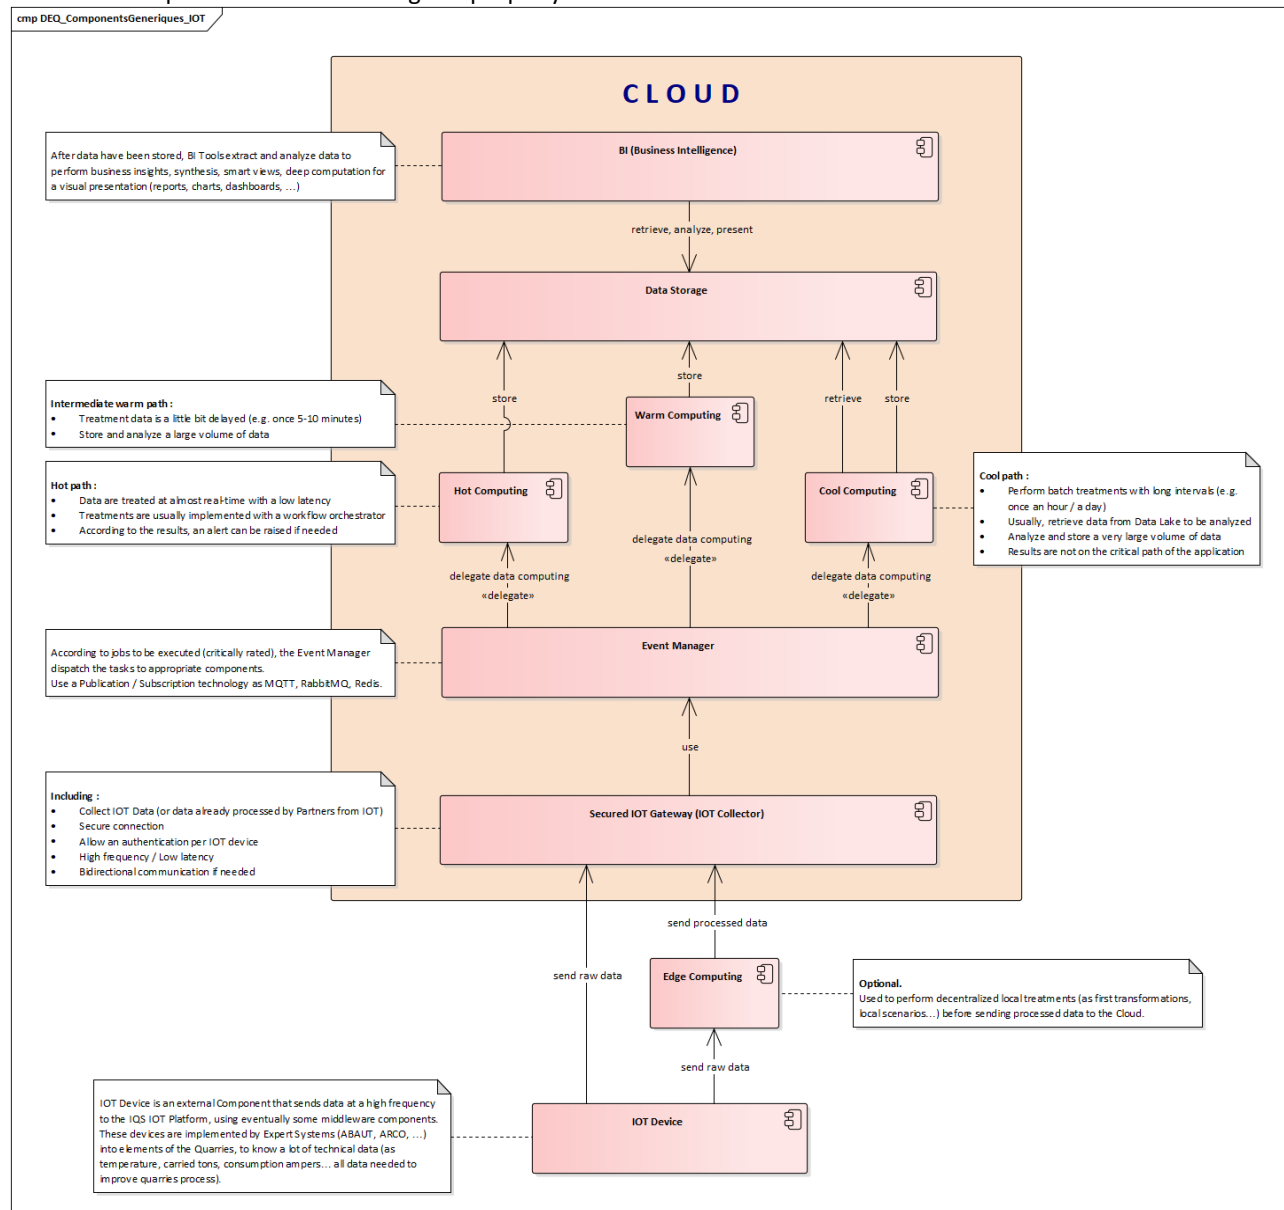 cmp DEQ_ComponentsGeneriques_IOT
CLOUD
After data have been stored, BI Tools extract and analyze data to
perform business insights, synthesis, smart views, deep computation for
a visual presentation (reports, charts, dashboards, ...)
BI (Business Intelligence)
retrieve, analyze, present
Data Storage
store
store
retrieve
store
Intermediate warm path :
• Treatment data is a little bit delayed (e.g. once 5-10 minutes)
• Store and analyze a large volume of data
Warm Computing
Hot path :
• Data are treated at almost real-time with a low latency
• Treatments are usually implemented with a workflow orchestrator
• According to the results, an alert can be raised if needed
Hot Computing
Cool Computing
Cool path :
• Perform batch treatments with long intervals (e.g.
once an hour / a day)
• Usually, retrieve data from Data Lake to be analyzed
• Analyze and store a very large volume of data
• Results are not on the critical path of the application
delegate data computing
«delegate»
delegate data computing
«delegate»
delegate data computing
«delegate»
According to jobs to be executed (critically rated), the Event Manager
dispatch the tasks to appropriate components.
Use a Publication / Subscription technology as MQTT, RabbitMQ, Redis.
Event Manager
use
Including :
• Collect IOT Data (or data already processed by Partners from IOT)
• Secure connection
• Allow an authentication per IOT device
• High frequency / Low latency
• Bidirectional communication if needed
Secured IOT Gateway (IOT Collector)
send processed data
send raw data
Edge Computing
Optional.
Used to perform decentralized local treatments (as first transformations,
local scenarios...) before sending processed data to the Cloud.
send raw data
IOT Device is an external Component that sends data at a high frequency
to the IQS IOT Platform, using eventually some middleware components.
These devices are implemented by Expert Systems (ABAUT, ARCO, ...)
into elements of the Quarries, to know a lot of technical data (as
temperature, carried tons, consumption ampers... all data needed to
improve quarries process).
IOT Device